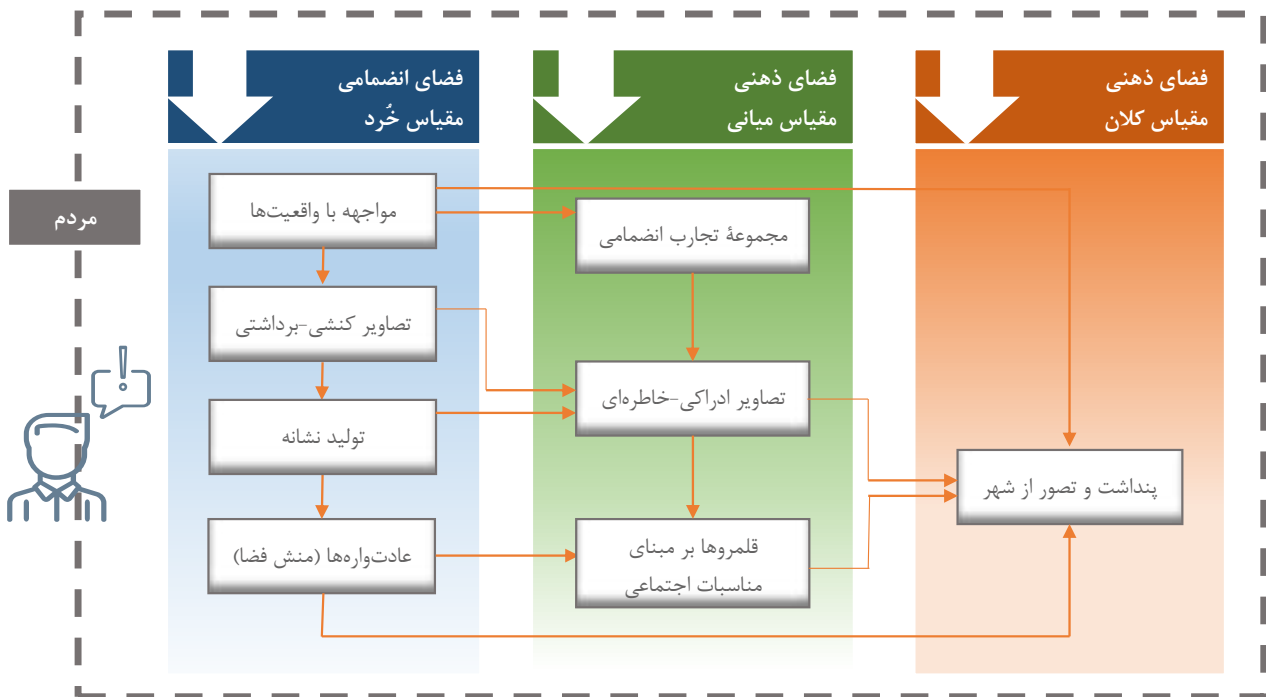 فضای انضمامی
مقیاس خُرد
فضای ذهنی
مقیاس میانی
فضای ذهنی
مقیاس کلان
مردم
مواجهه با واقعیت‌ها
تصاویر کنشی-برداشتی
تولید نشانه
عادت‌واره‌ها (منش فضا)
مجموعهٔ تجارب انضمامی
تصاویر ادراکی-خاطره‌ای
قلمروها بر مبنای
مناسبات اجتماعی
پنداشت و تصور از شهر